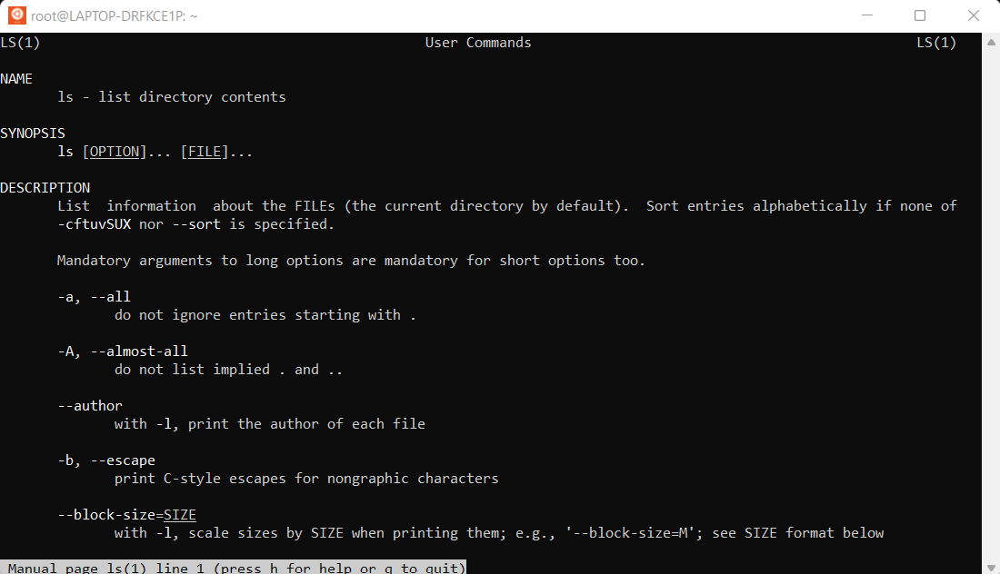 root@LAPTOP-DRFKCE1P: ~
LS(1) User Commands LS(1)
NAME
ls - list directory contents
SYNOPSIS
ls [OPTION]... [FILE]...
DESCRIPTION
List information about the FILEs (the current directory by default). Sort entries alphabetically if none of
-cftuvSUX nor --sort is specified.
Mandatory arguments to long options are mandatory for short options too.
-a, --all
do not ignore entries starting with .
-A, --almost-all
do not list implied . and ..
--author
with -l, print the author of each file
-b, --escape
print C-style escapes for nongraphic characters
--block-size=SIZE
with -l, scale sizes by SIZE when printing them; e.g., '--block-size=M'; see SIZE format below
Manual page ls(1) line 1 (press h for help or q to quit)